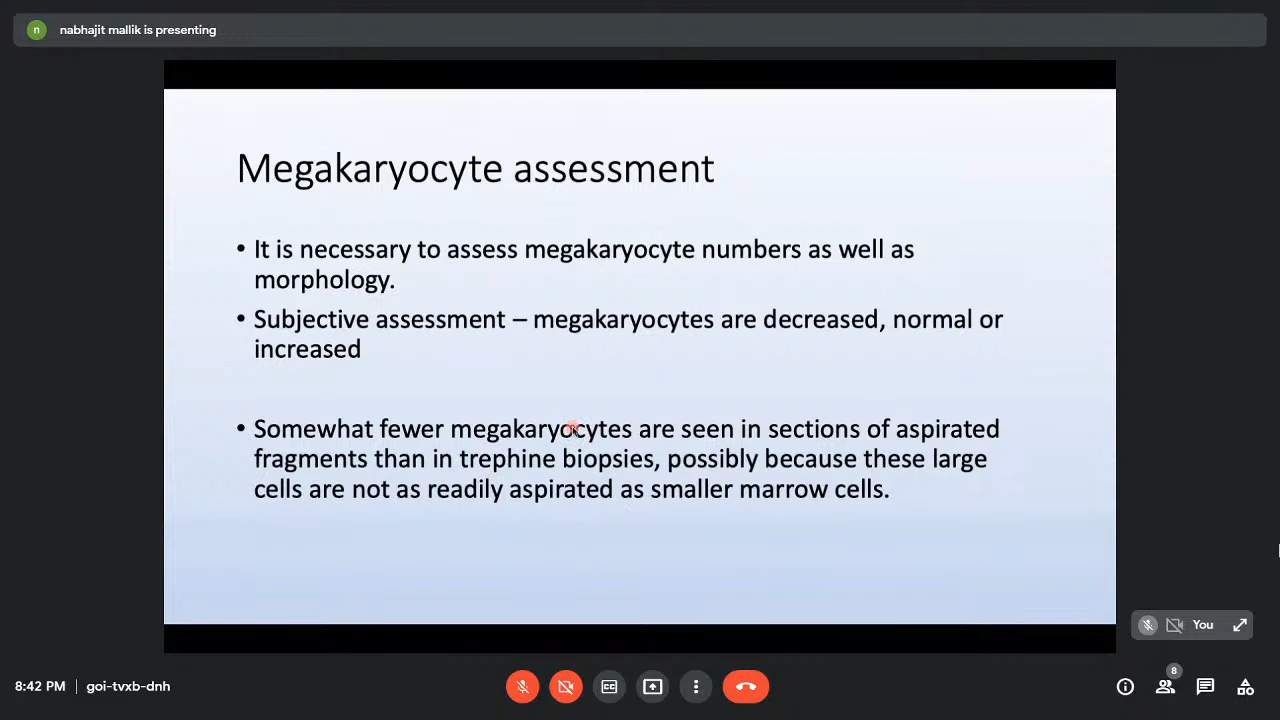 n nabhajit mallik is presenting
Megakaryocyte assessment
• It is necessary to assess megakaryocyte numbers as well as
morphology.
• Subjective assessment – megakaryocytes are decreased, normal or
increased
• Somewhat fewer megakaryocytes are seen in sections of aspirated
fragments than in trephine biopsies, possibly because these large
cells are not as readily aspirated as smaller marrow cells.
You
8:42 PM | goi-tvxb-dnh
CC
8